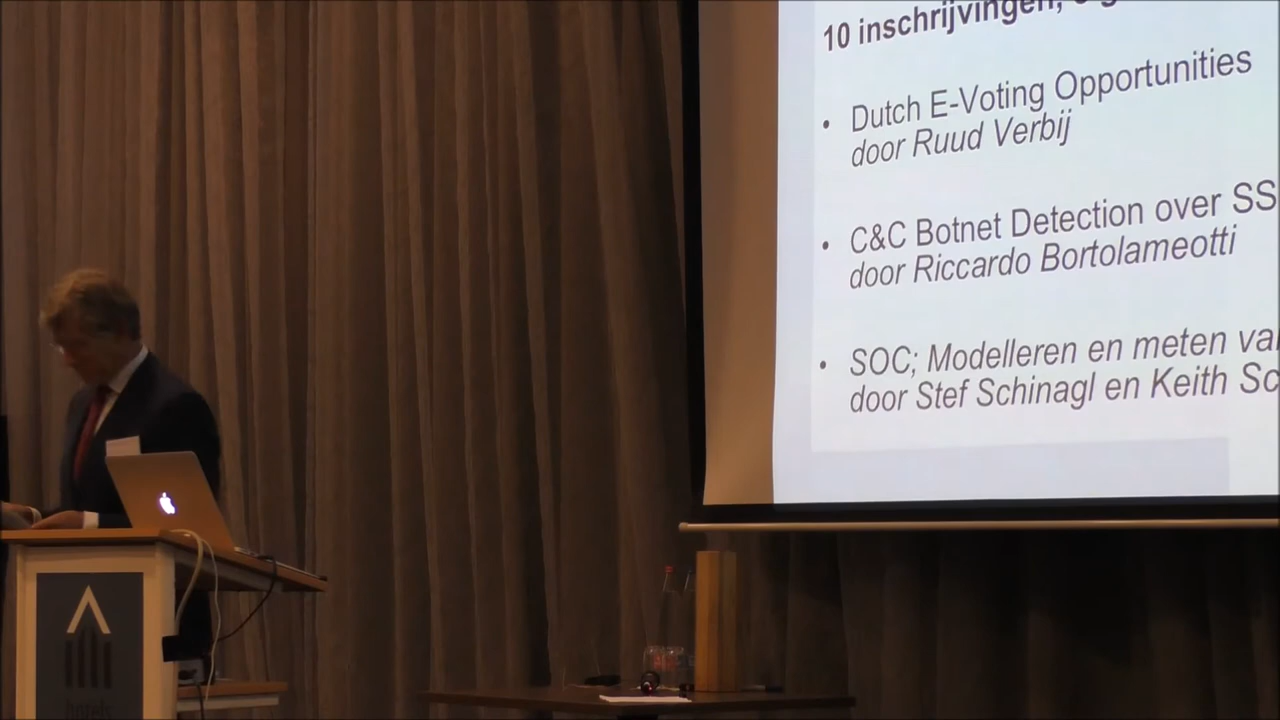 10 inschrijvingen,
• Dutch E-Voting Opportunities
door Ruud Verbij
• C&C Botnet Detection over SS
door Riccardo Bortolameotti
• SOC; Modelleren en meten va
door Stef Schinagl en Keith Sc
hotels